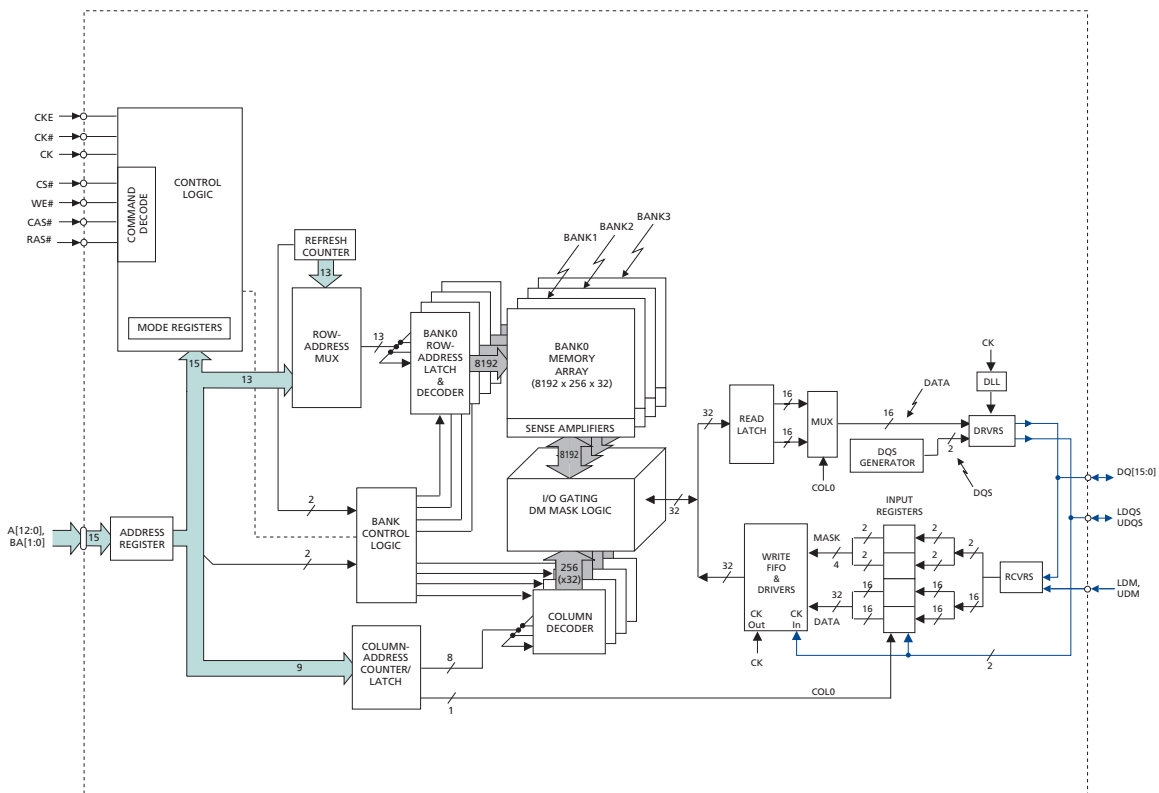 CKE
CK#
CK
CS#
WE#
CAS#
RAS#
COMMAND
DECODE
CONTROL
LOGIC
MODE REGISTERS
REFRESH
COUNTER
13
ROW-
ADDRESS
MUX
13
15
13
BANK0
ROW-
ADDRESS
LATCH
&
DECODER
8192
BANK1
BANK2
BANK3
BANK0
MEMORY
ARRAY
(8192 x 256 x 32)
SENSE AMPLIFIERS
8192
I/O GATING
DM MASK LOGIC
32
256
(x32)
COLUMN
DECODER
2
2
BANK
CONTROL
LOGIC
A[12:0],
BA[1:0]
15
ADDRESS
REGISTER
9
COLUMN-
ADDRESS
COUNTER/
LATCH
8
1
COL0
32
READ
LATCH
16
16
MUX
COL0
16
DATA
DQS
GENERATOR
2
DQS
CK
DLL
DRVRS
DQ[15:0]
LDQS
UDQS
LDM,
UDM
32
WRITE
FIFO
&
DRIVERS
CK
Out
CK
In
CK
MASK
4
32
DATA
2
2
16
16
INPUT
REGISTERS
2
2
16
16
2
16
RCVRS
2